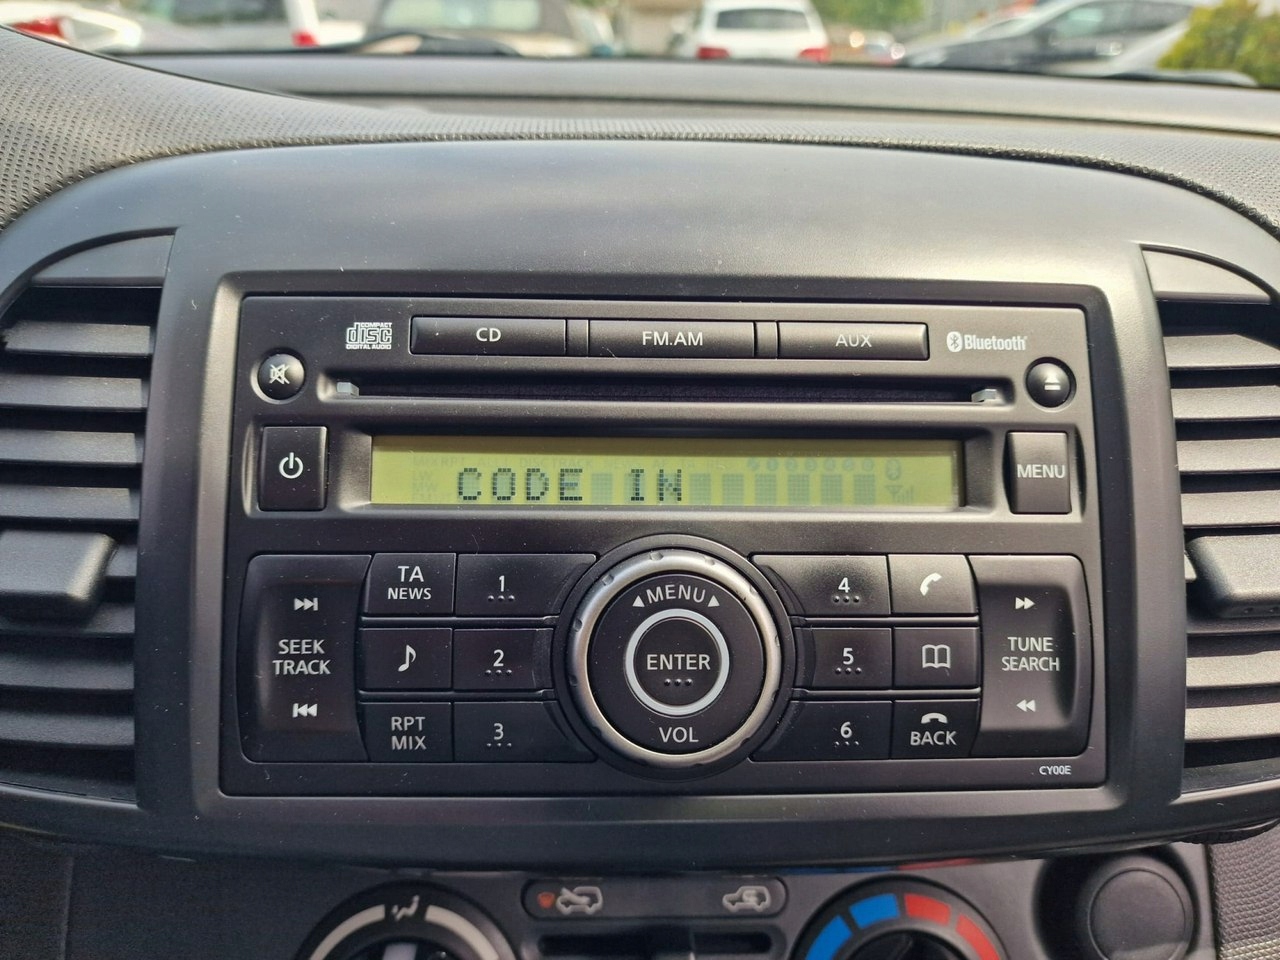 COMPACT
disc
DIGITAL AUDIO
CD
FM.AM
AUX
Bluetooth
CODE IN
MENU
TA
NEWS
1
MENU
4
SEEK
TRACK
2
ENTER
5
TUNE
SEARCH
RPT
MIX
3
VOL
6
BACK
CY00E